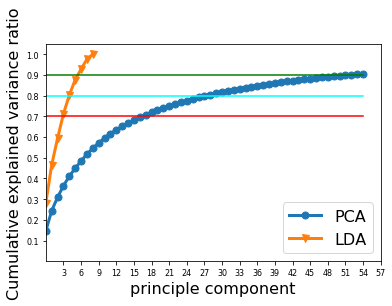 Cumulative explained variance ratio
1.0
0.9
0.8
0.7
0.6
0.5
0.4
0.3
0.2
0.1
3 6 9 12 15 18 21 24 27 30 33 36 39 42 45 48 51 54 57
principle component
PCA
LDA